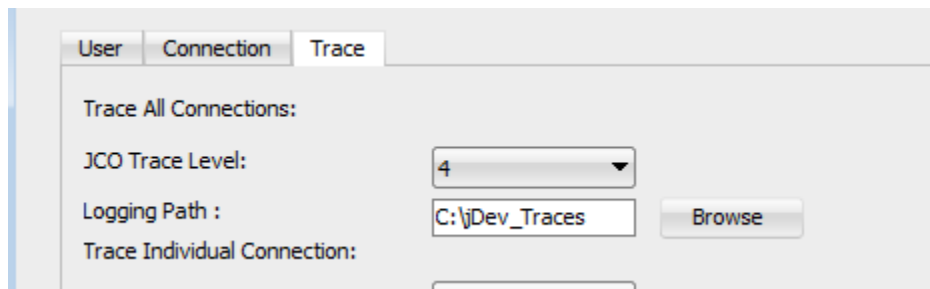 User Connection Trace
Trace All Connections:
JCO Trace Level: 4
Logging Path : C:\jDev_Traces Browse
Trace Individual Connection: